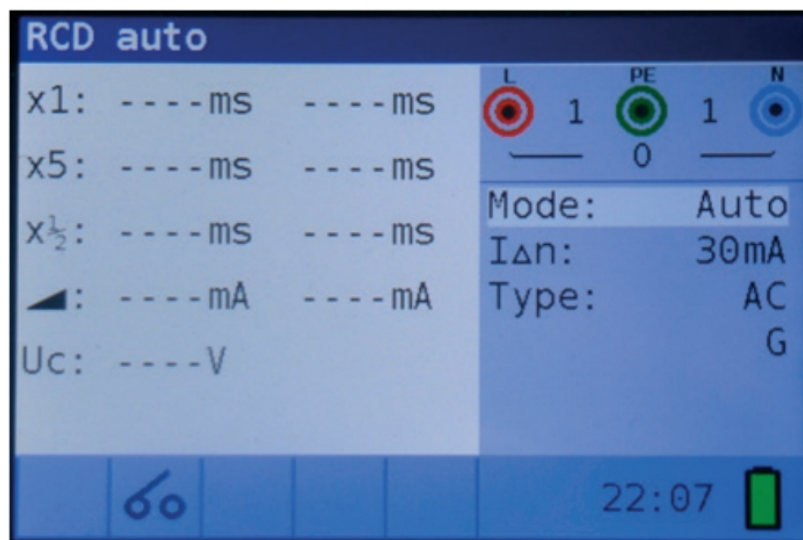 RCD auto
x1: ----ms ----ms
x5: ----ms ----ms
x½: ----ms ----ms
◢: ----mA ----mA
Uc: ----V
L PE N
1 1
0
Mode: Auto
I∆n: 30mA
Type: AC
G
22:07